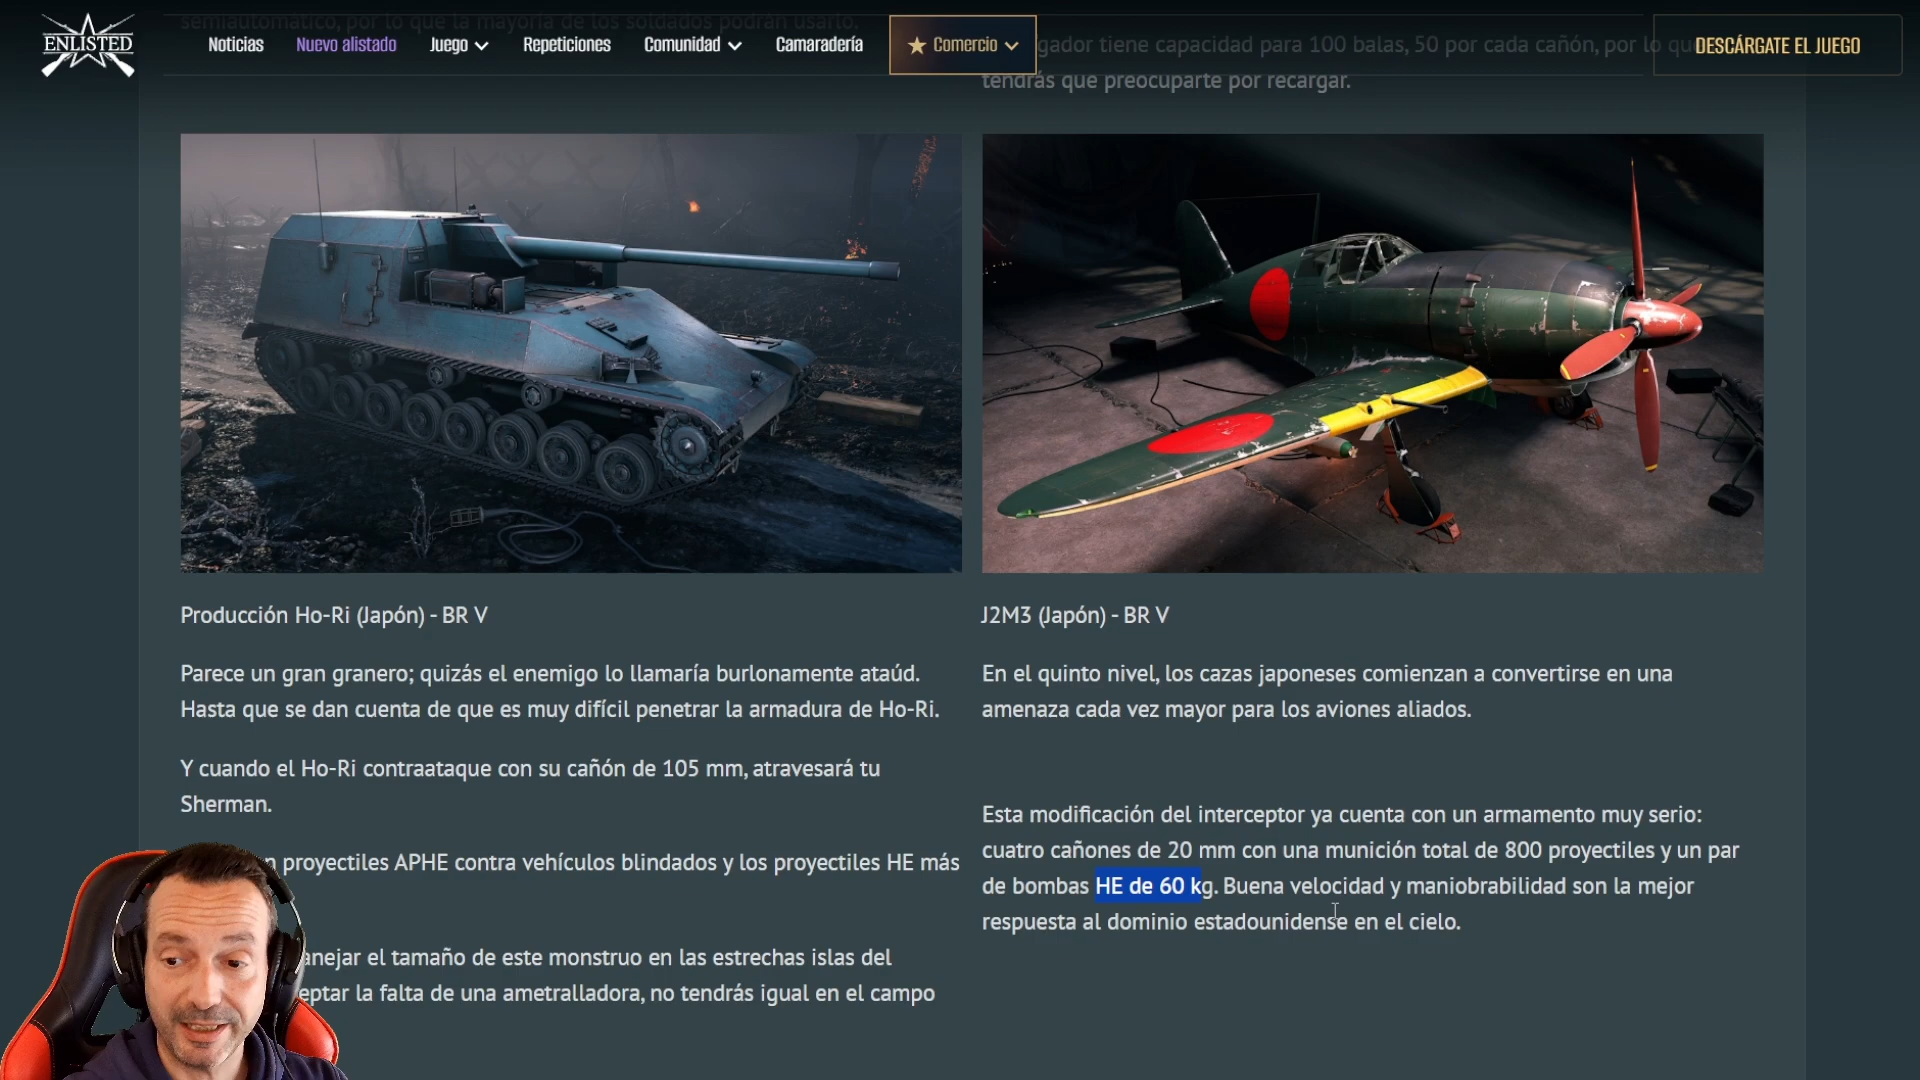 semiautomático, por lo que la mayoría de los soldados podrán usarlo.
ENLISTED
Noticias
Nuevo alistado
Juego
Repeticiones
Comunidad
Camaradería
Comercio
DESCÁRGATE EL JUEGO
gador tiene capacidad para 100 balas, 50 por cada cañón, por lo qu
tendrás que preocuparte por recargar.
Producción Ho-Ri (Japón) - BR V
Parece un gran granero; quizás el enemigo lo llamaría burlonamente ataúd.
Hasta que se dan cuenta de que es muy difícil penetrar la armadura de Ho-Ri.
Y cuando el Ho-Ri contraataque con su cañón de 105 mm, atravesará tu
Sherman.
n proyectiles APHE contra vehículos blindados y los proyectiles HE más
anejar el tamaño de este monstruo en las estrechas islas del
eptar la falta de una ametralladora, no tendrás igual en el campo
J2M3 (Japón) - BR V
En el quinto nivel, los cazas japoneses comienzan a convertirse en una
amenaza cada vez mayor para los aviones aliados.
Esta modificación del interceptor ya cuenta con un armamento muy serio:
cuatro cañones de 20 mm con una munición total de 800 proyectiles y un par
de bombas HE de 60 kg. Buena velocidad y maniobrabilidad son la mejor
respuesta al dominio estadounidense en el cielo.